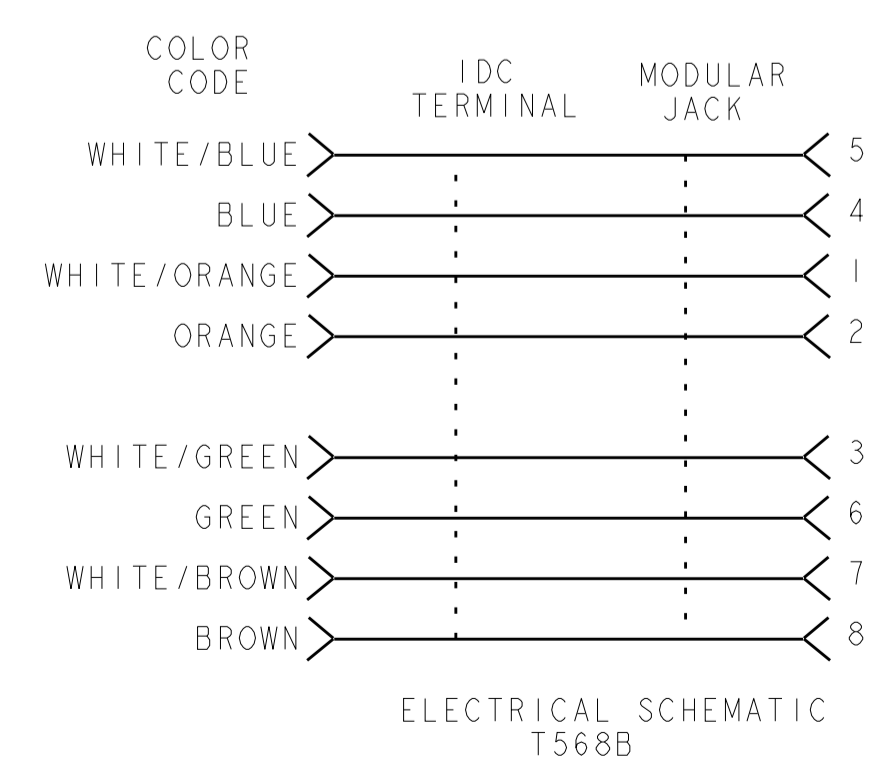 COLOR
CODE
IDC
TERMINAL
MODULAR
JACK
WHITE/BLUE 5
BLUE 4
WHITE/ORANGE 1
ORANGE 2
WHITE/GREEN 3
GREEN 6
WHITE/BROWN 7
BROWN 8
ELECTRICAL SCHEMATIC
T568B